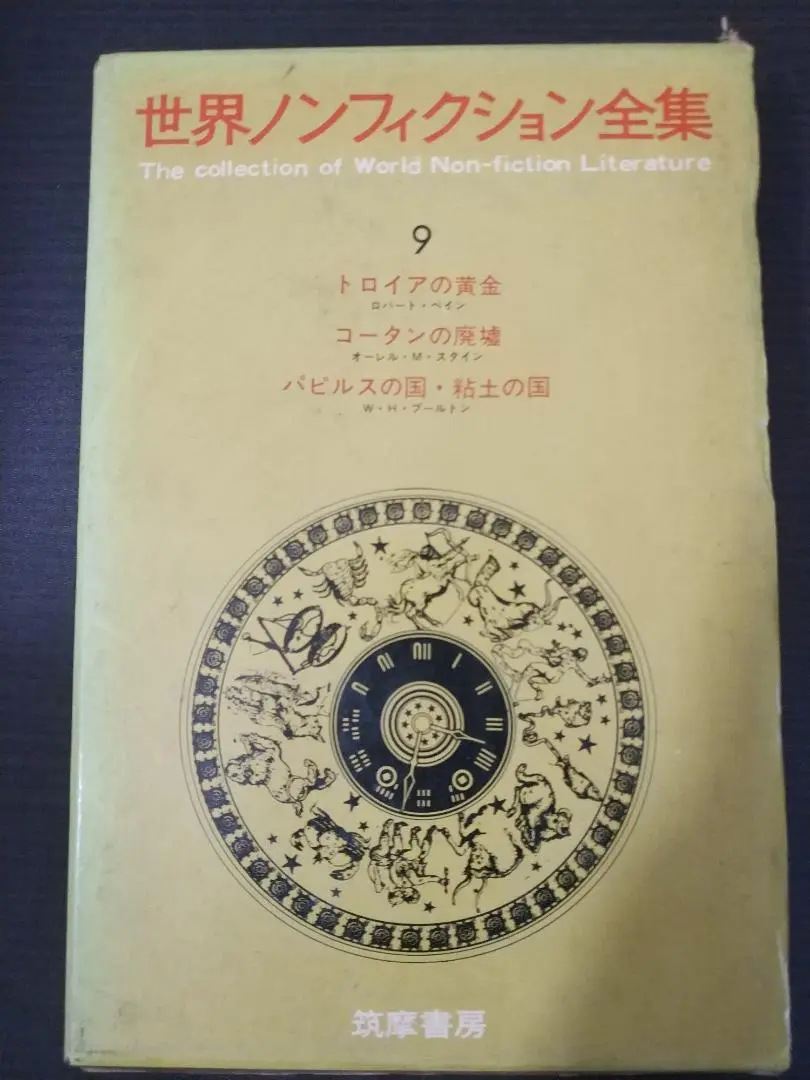 世界ノンフィクション全集
The collection of World Non-fiction Literature
9
トロイアの黄金
ロバート・ペイン
コータンの廃墟
オーレル・M・スタイン
パピルスの国・粘土の国
W・H・ブールトン
筑摩書房